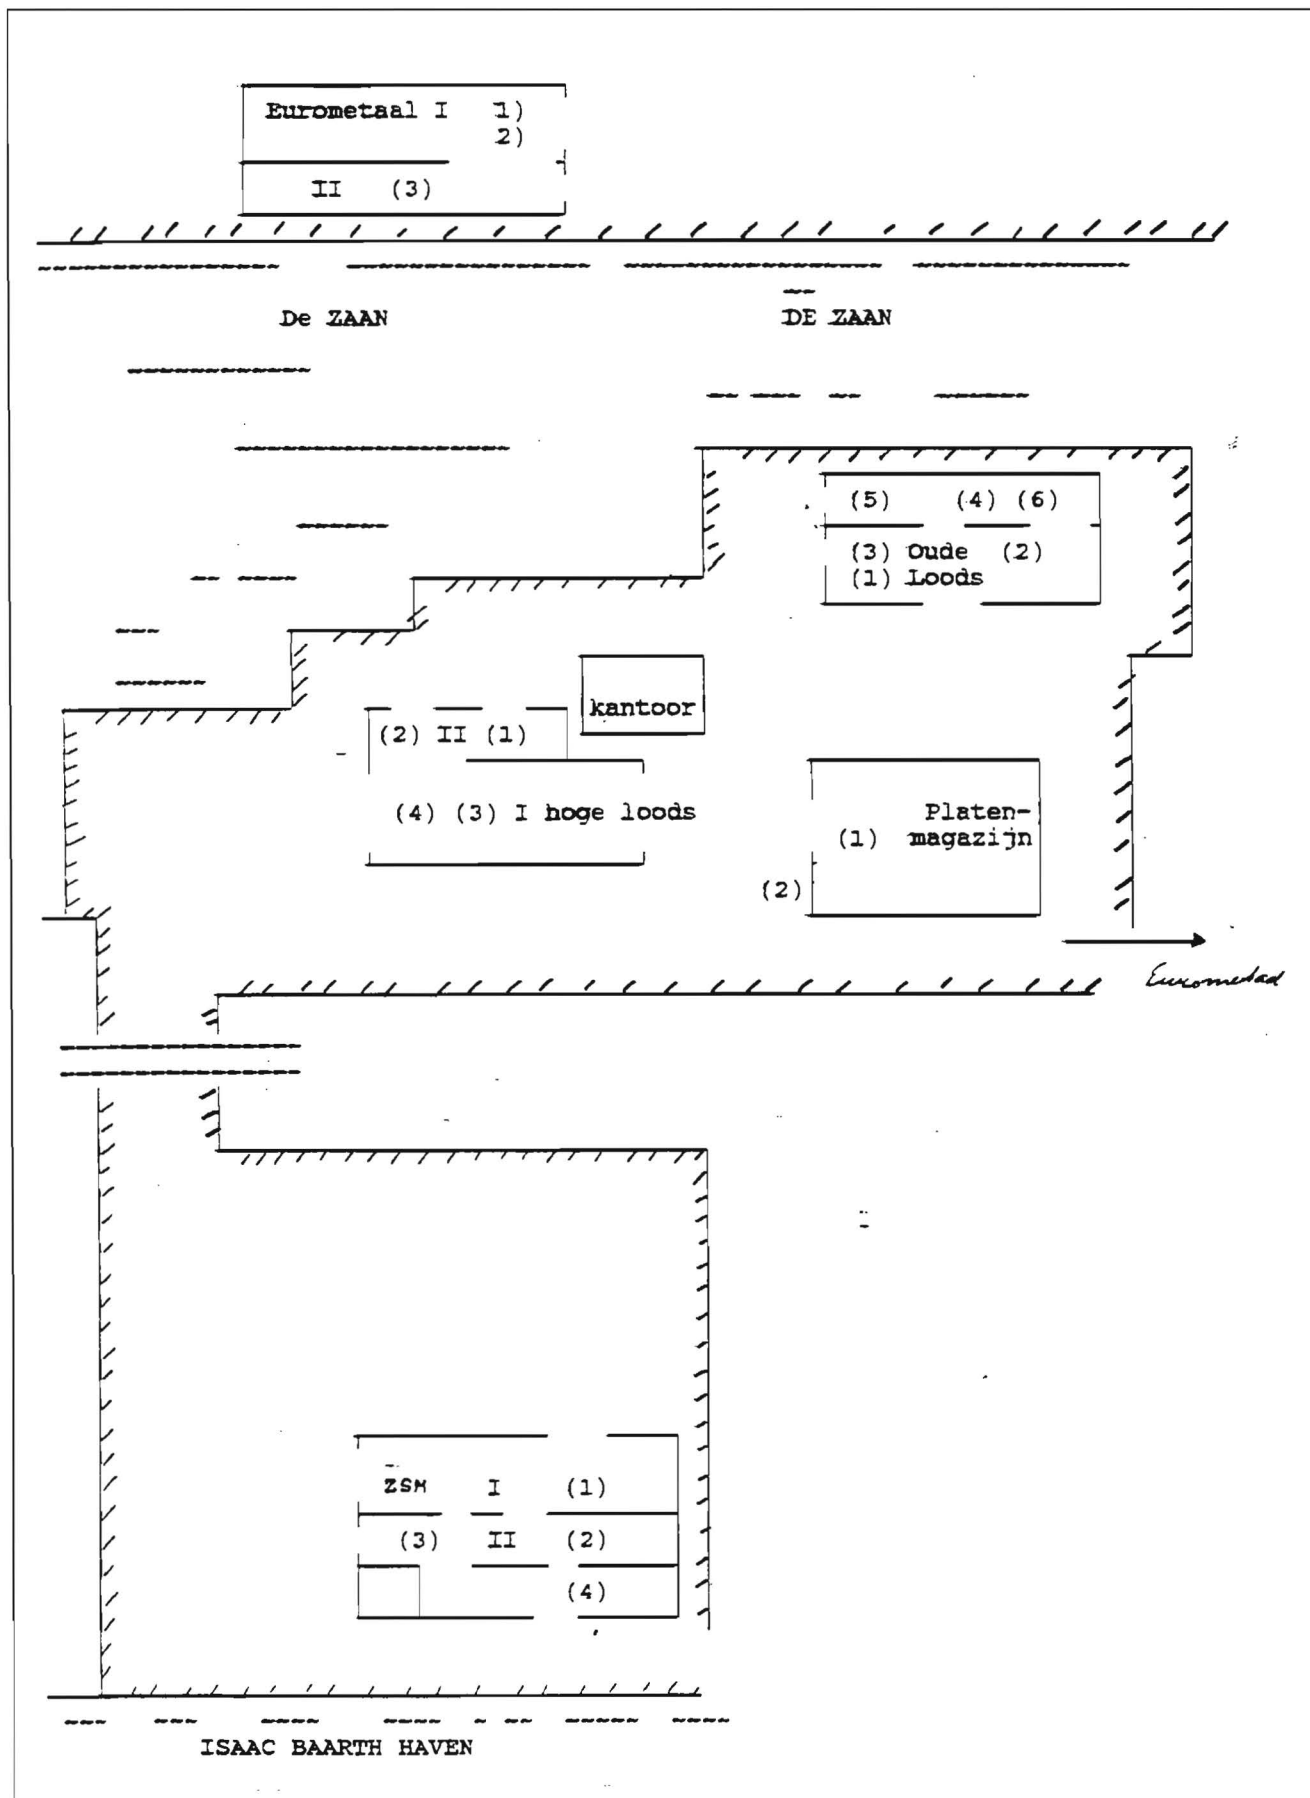 Eurometaal I 1)
2)
II (3)
De ZAAN
DE ZAAN
(5) (4) (6)
(3) Oude (2)
(1) Loods
kantoor
(2) II (1)
(4) (3) I hoge loods
Platen-
(1) magazijn
(2)
Eurometaal
ZSM I (1)
(3) II (2)
(4)
ISAAC BAARTH HAVEN